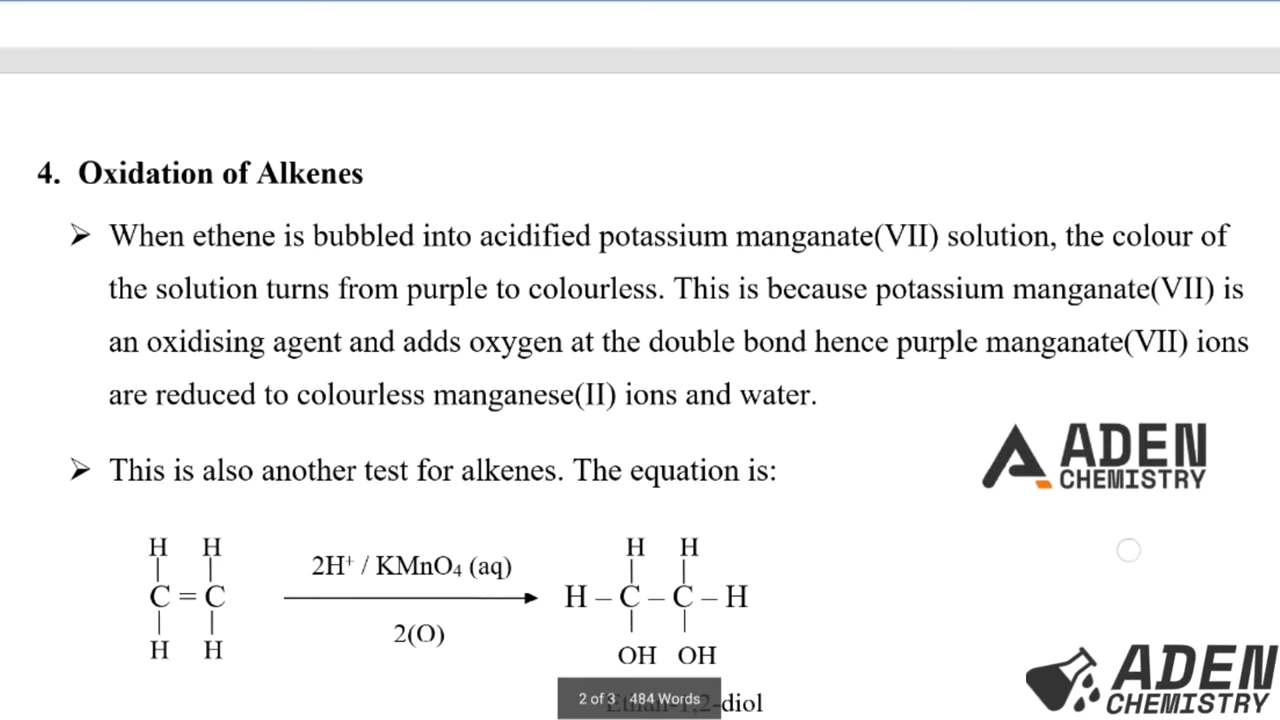 4. Oxidation of Alkenes
➢ When ethene is bubbled into acidified potassium manganate(VII) solution, the colour of
the solution turns from purple to colourless. This is because potassium manganate(VII) is
an oxidising agent and adds oxygen at the double bond hence purple manganate(VII) ions
are reduced to colourless manganese(II) ions and water.
ADEN
CHEMISTRY
➢ This is also another test for alkenes. The equation is:
H H
C = C
H H
2H⁺ / KMnO₄ (aq)
2(O)
H H
H – C – C – H
OH OH
Ethan-1,2-diol
2 of 3 484 Words
ADEN
CHEMISTRY